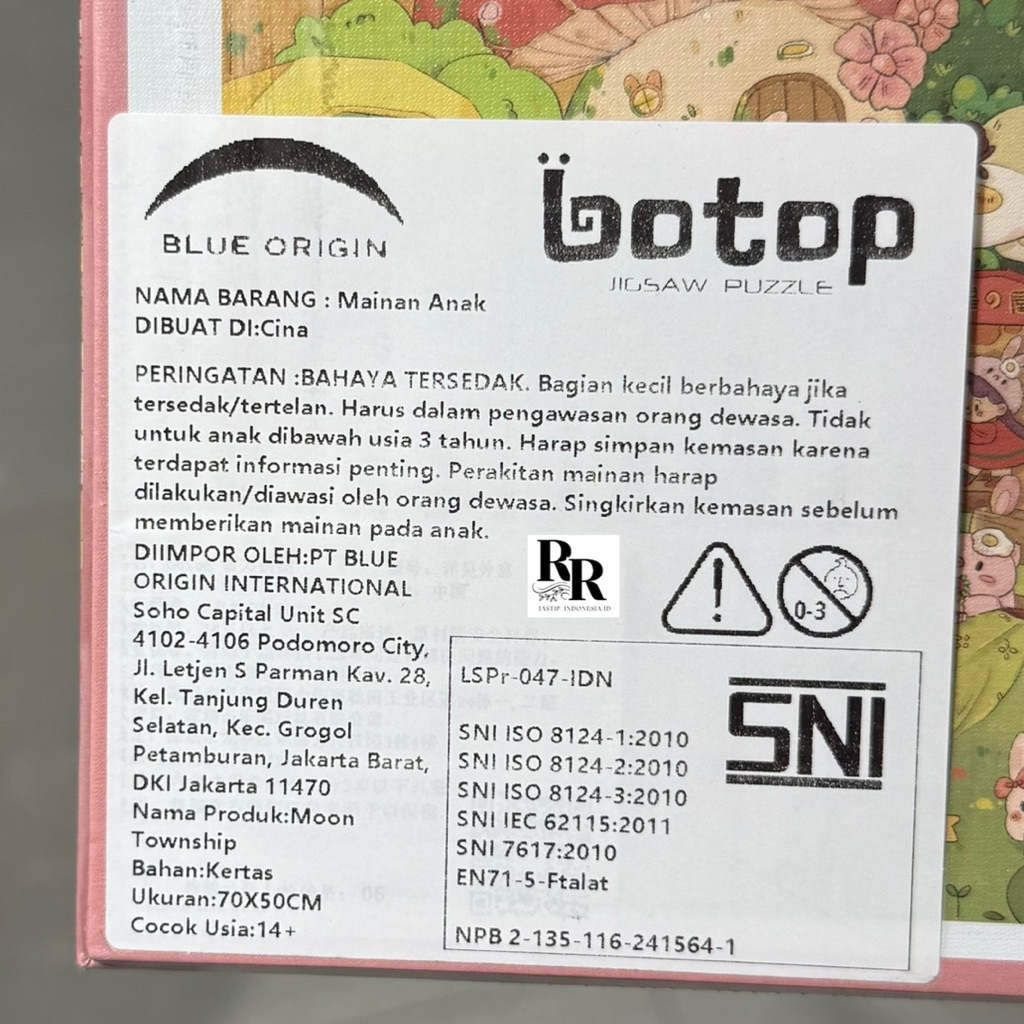 BLUE ORIGIN
botop
JIGSAW PUZZLE
NAMA BARANG : Mainan Anak
DIBUAT DI:Cina
PERINGATAN :BAHAYA TERSEDAK. Bagian kecil berbahaya jika
tersedak/tertelan. Harus dalam pengawasan orang dewasa. Tidak
untuk anak dibawah usia 3 tahun. Harap simpan kemasan karena
terdapat informasi penting. Perakitan mainan harap
dilakukan/diawasi oleh orang dewasa. Singkirkan kemasan sebelum
memberikan mainan pada anak.
DIIMPOR OLEH:PT BLUE
ORIGIN INTERNATIONAL
Soho Capital Unit SC
4102-4106 Podomoro City,
Jl. Letjen S Parman Kav. 28,
Kel. Tanjung Duren
Selatan, Kec. Grogol
Petamburan, Jakarta Barat,
DKI Jakarta 11470
Nama Produk:Moon
Township
Bahan:Kertas
Ukuran:70X50CM
Cocok Usia:14+
RR
JASTIP INDONESIA.ID
0-3
LSPr-047-IDN
SNI
SNI ISO 8124-1:2010
SNI ISO 8124-2:2010
SNI ISO 8124-3:2010
SNI IEC 62115:2011
SNI 7617:2010
EN71-5-Ftalat
NPB 2-135-116-241564-1